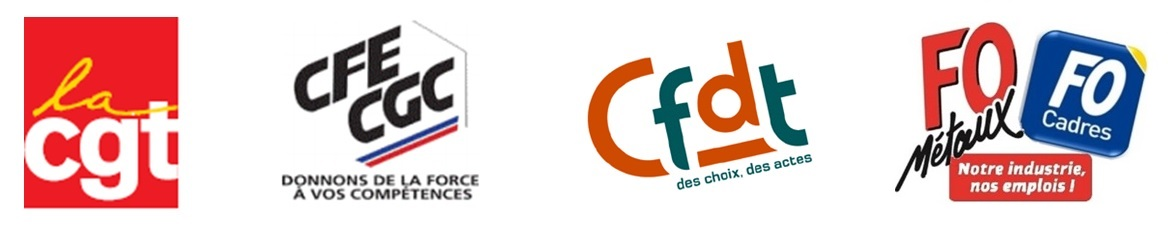 la
cgt
CFE
CGC
DONNONS DE LA FORCE
À VOS COMPÉTENCES
Cfdt
des choix, des actes
FO
Métaux
FO
Cadres
Notre industrie,
nos emplois !